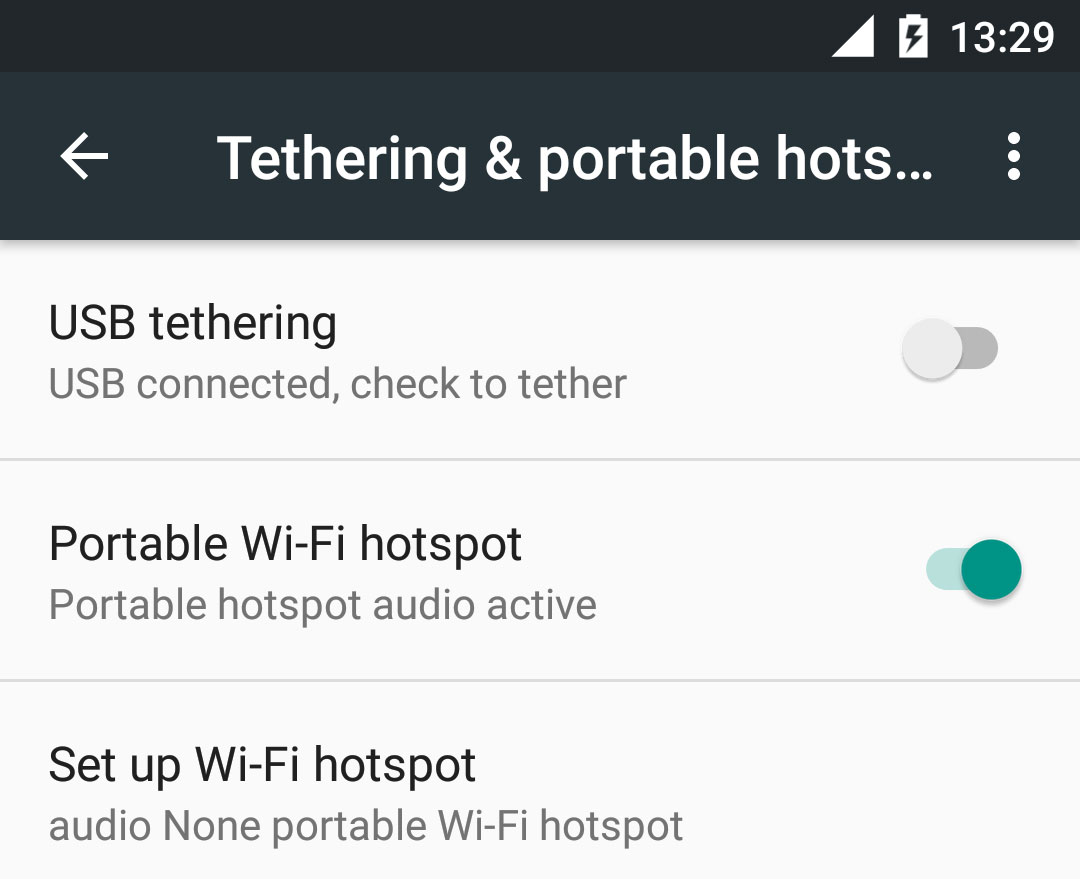 13:29
Tethering & portable hots...
USB tethering
USB connected, check to tether
Portable Wi-Fi hotspot
Portable hotspot audio active
Set up Wi-Fi hotspot
audio None portable Wi-Fi hotspot